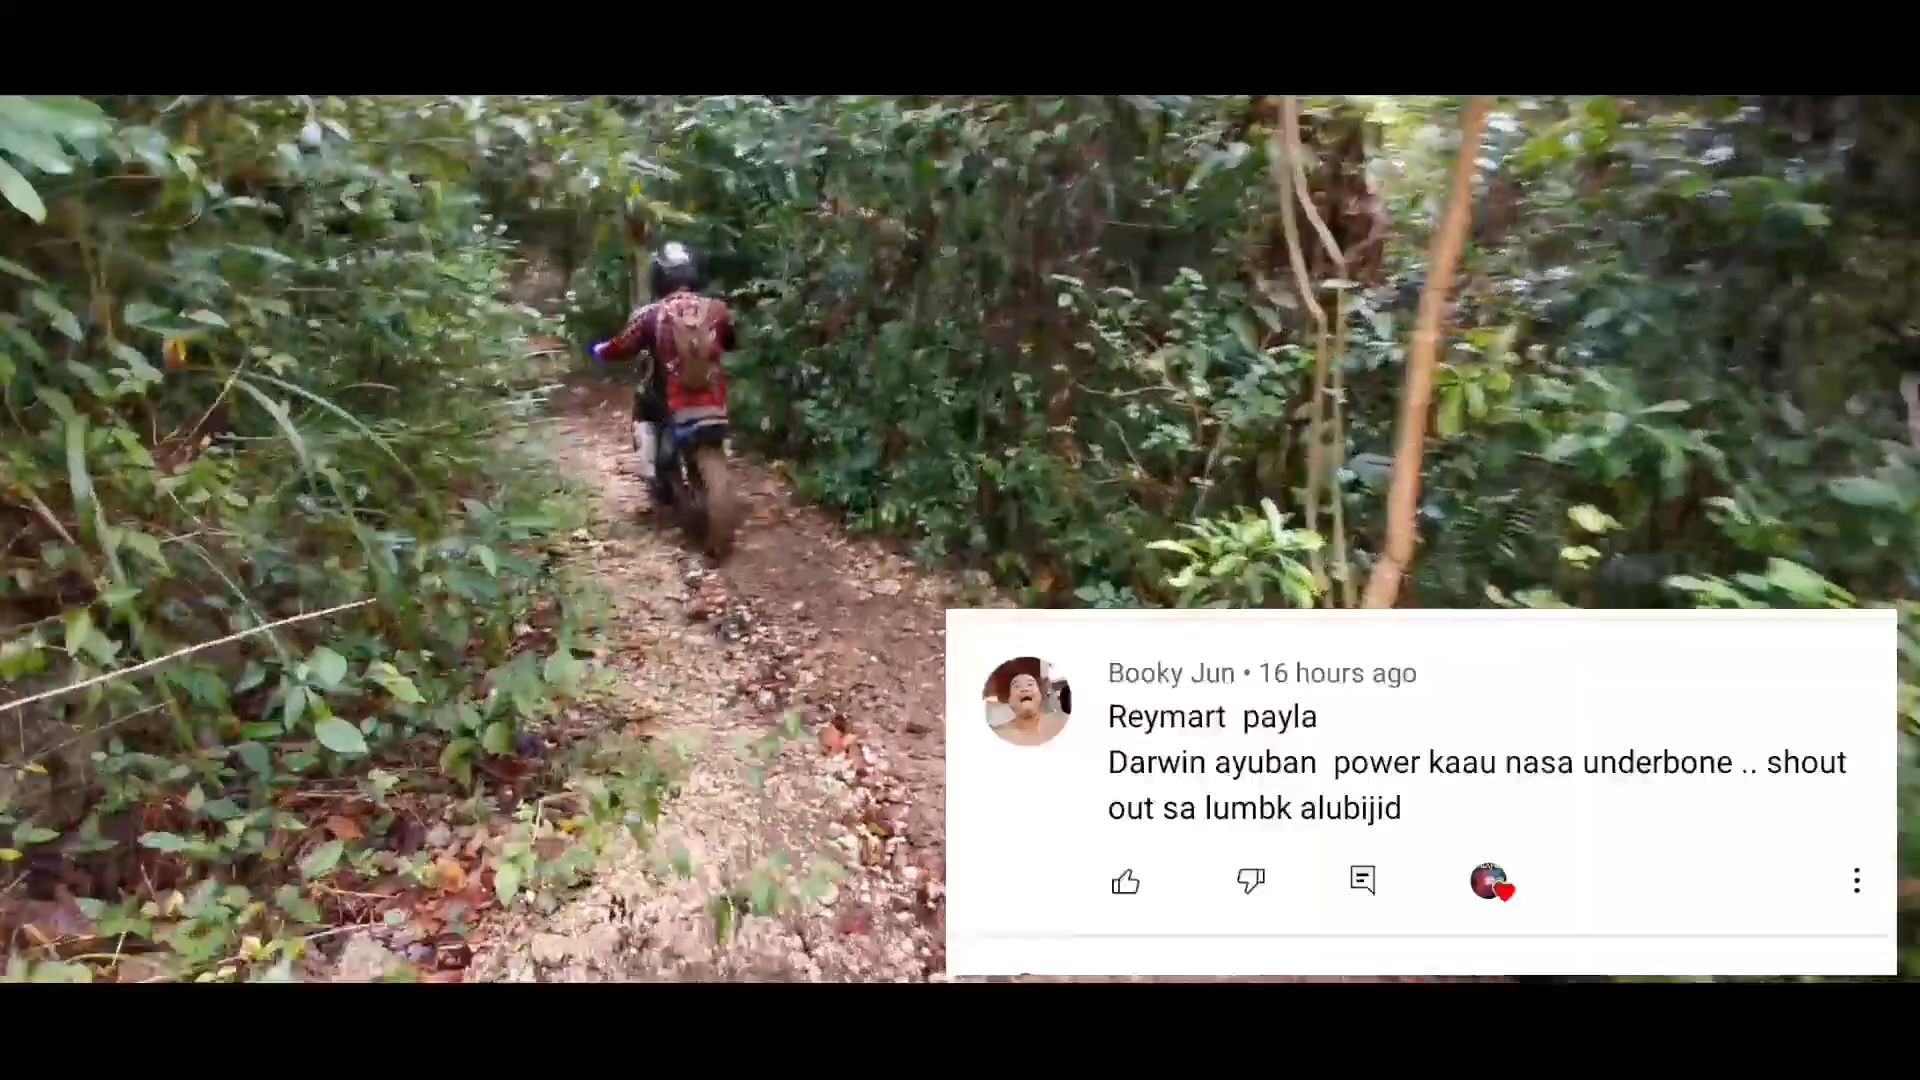 Booky Jun • 16 hours ago
Reymart payla
Darwin ayuban power kaau nasa underbone .. shout
out sa lumbk alubijid